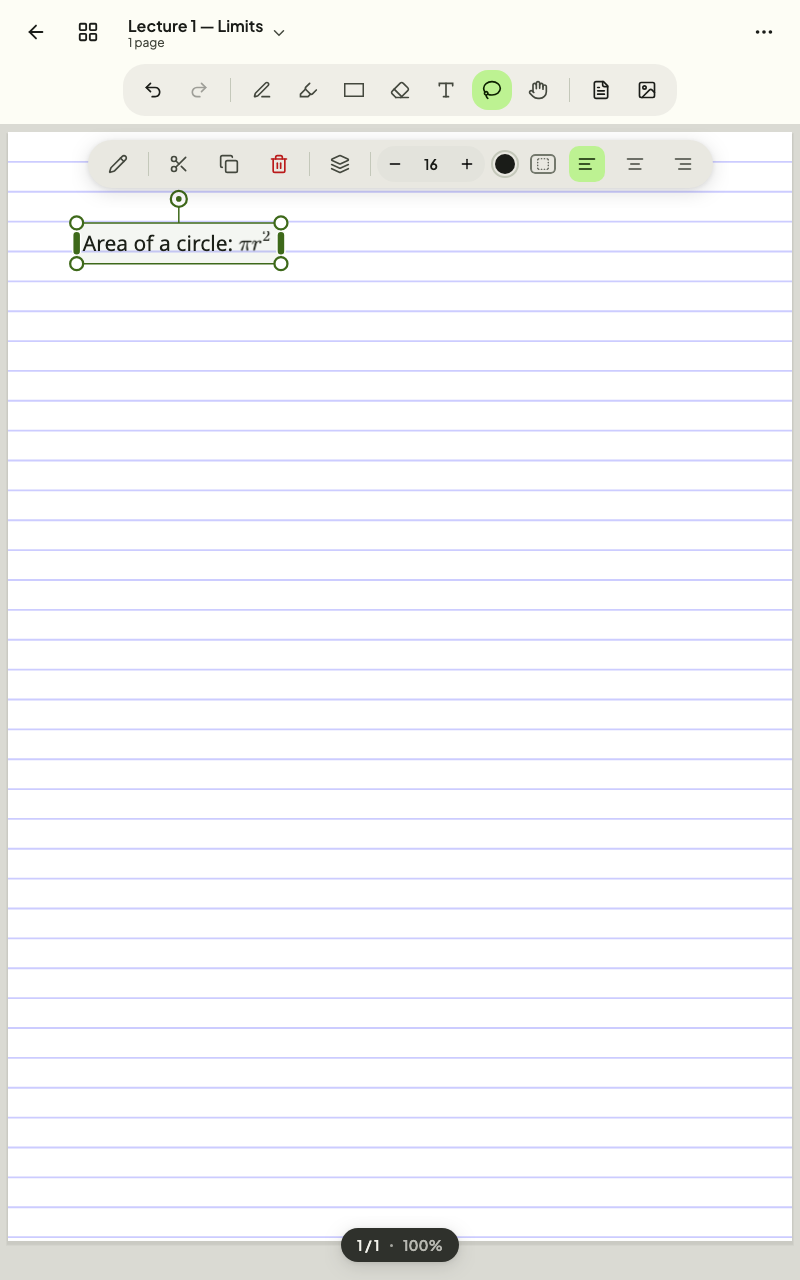 Lecture 1 — Limits
1 page
16
Area of a circle: πr²
1/1 · 100%